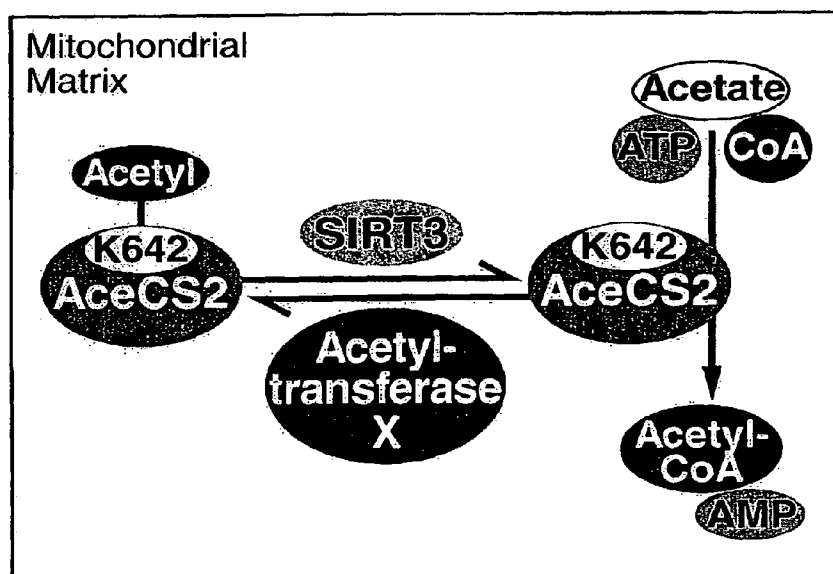 Mitochondrial
Matrix
Acetate
ATP
CoA
Acetyl
K642
AceCS2
SIRT3
K642
AceCS2
Acetyl-
transferase
X
Acetyl-
CoA
AMP